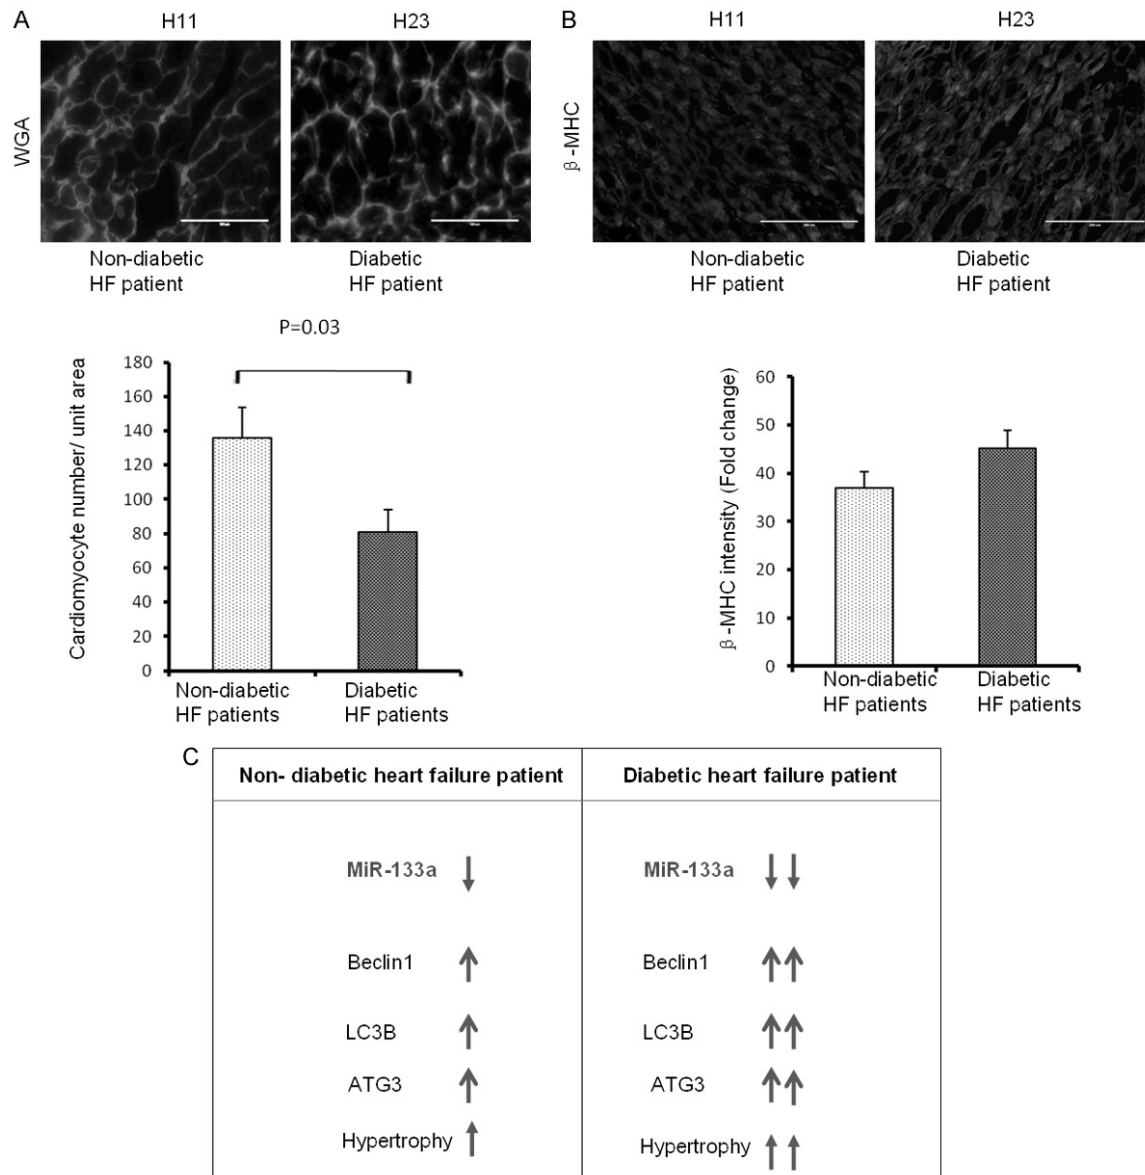 A
H11
H23
WGA
Non-diabetic
HF patient
Diabetic
HF patient
P=0.03
Cardiomyocyte number/ unit area
180
160
140
120
100
80
60
40
20
0
Non-diabetic
HF patients
Diabetic
HF patients
B
H11
H23
β-MHC
Non-diabetic
HF patient
Diabetic
HF patient
β-MHC intensity (Fold change)
60
50
40
30
20
10
0
Non-diabetic
HF patients
Diabetic
HF patients
C
Non- diabetic heart failure patient
Diabetic heart failure patient
MiR-133a ↓
MiR-133a ↓↓
Beclin1 ↑
Beclin1 ↑↑
LC3B ↑
LC3B ↑↑
ATG3 ↑
ATG3 ↑↑
Hypertrophy ↑
Hypertrophy ↑↑